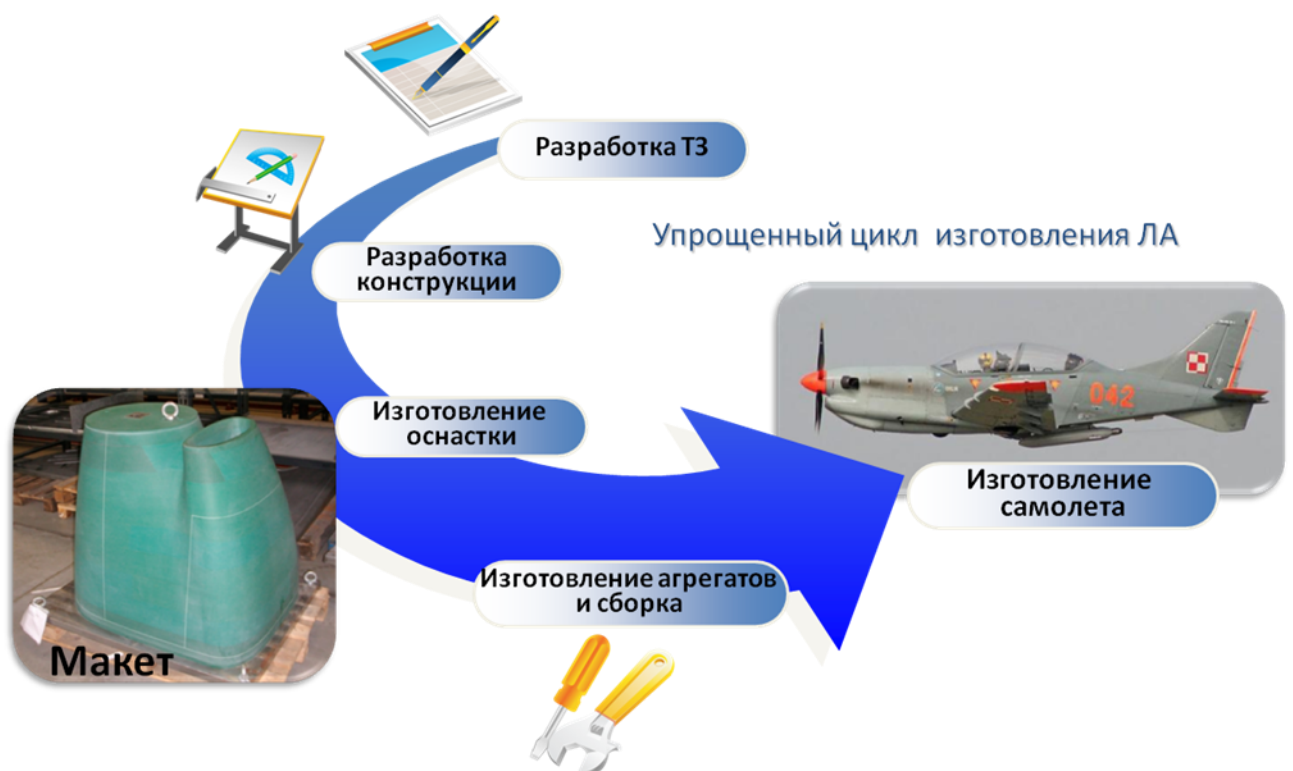 Разработка ТЗ
Упрощенный цикл изготовления ЛА
Разработка
конструкции
Изготовление
оснастки
042
Изготовление
самолета
Изготовление агрегатов
и сборка
Макет